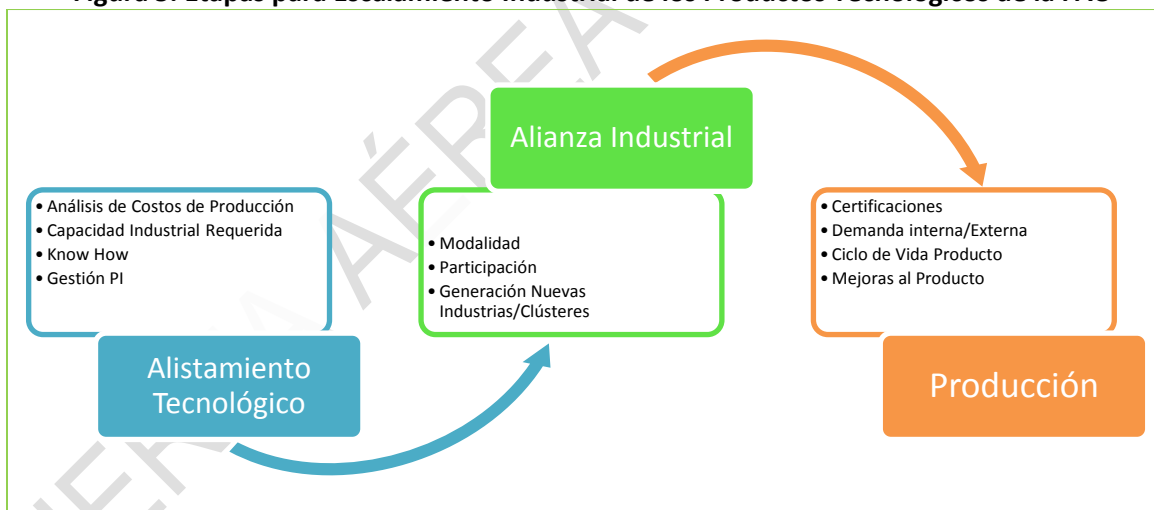 Alianza Industrial
• Análisis de Costos de Producción
• Capacidad Industrial Requerida
• Know How
• Gestión PI
Alistamiento
Tecnológico
• Modalidad
• Participación
• Generación Nuevas
Industrias/Clústeres
• Certificaciones
• Demanda interna/Externa
• Ciclo de Vida Producto
• Mejoras al Producto
Producción
AÉREA